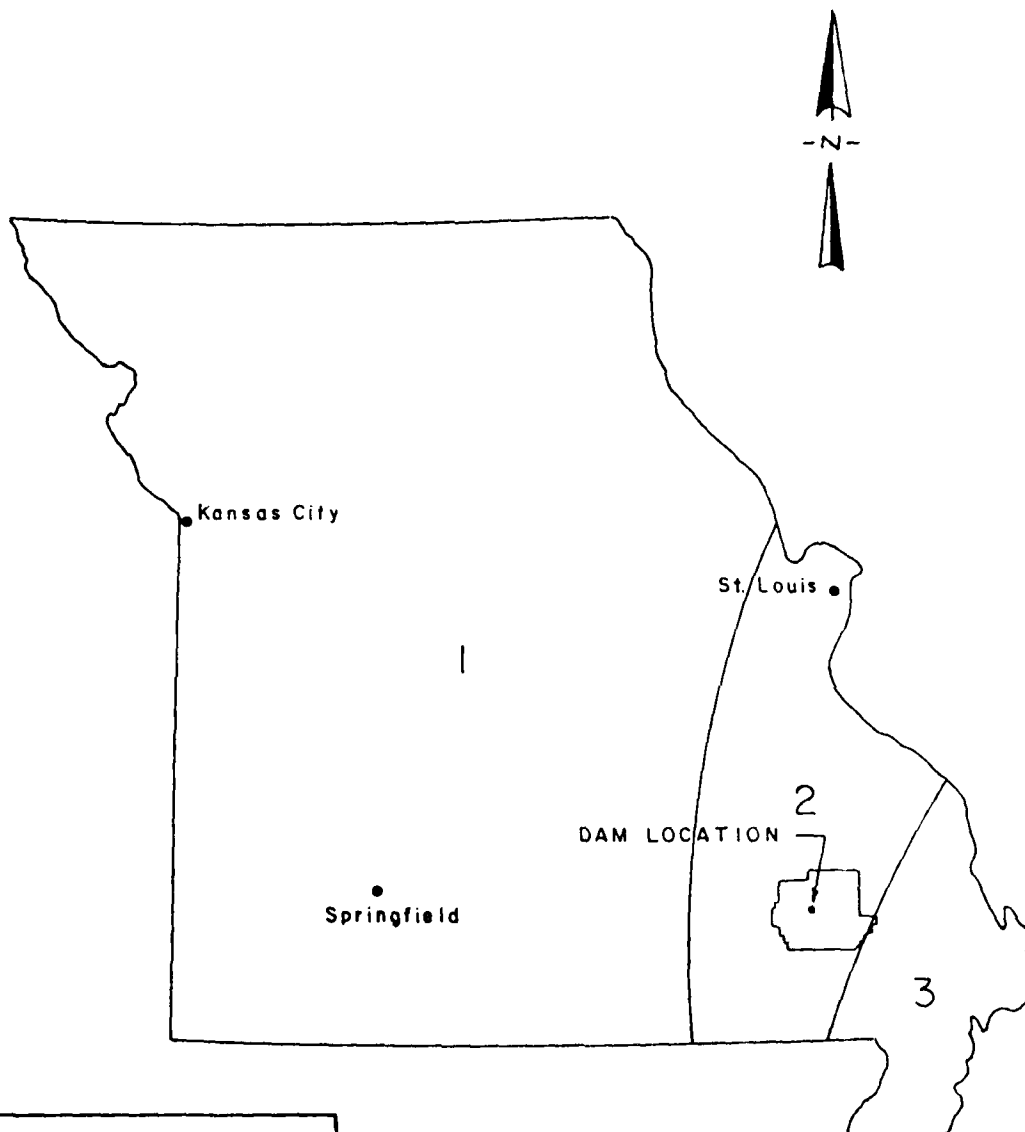 -N-
Kansas City
St. Louis
1
2
DAM LOCATION
Springfield
3